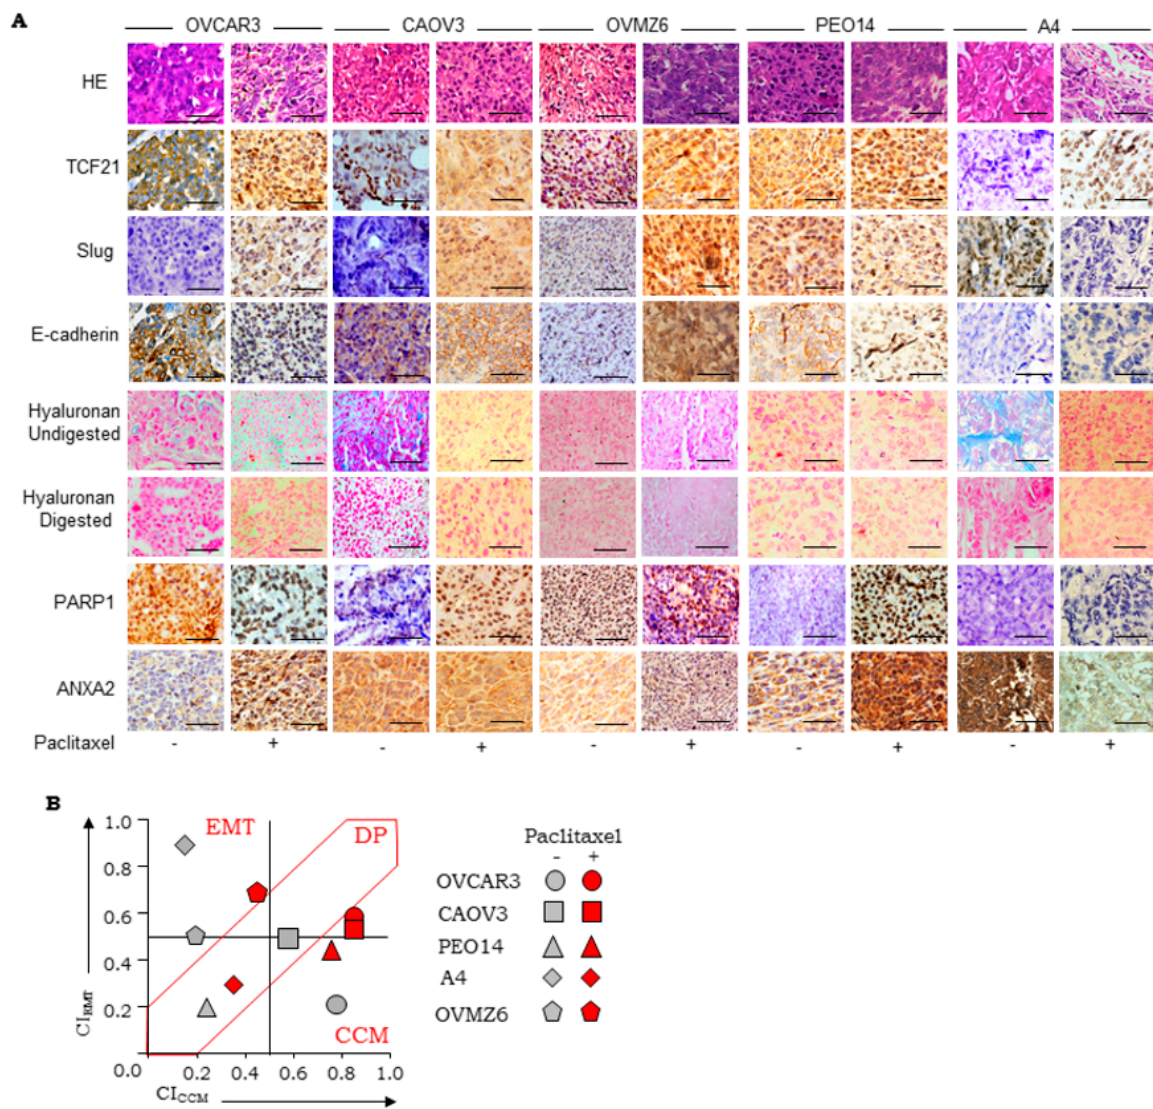 A
OVCAR3 CAOV3 OVMZ6 PEO14 A4
HE
TCF21
Slug
E-cadherin
Hyaluronan
Undigested
Hyaluronan
Digested
PARP1
ANXA2
Paclitaxel - + - + - + - + - +
B
1.0
0.8
0.6
0.4
0.2
0.0 0.2 0.4 0.6 0.8 1.0
CI_EMT
CI_CCM
EMT
DP
CCM
Paclitaxel
- +
OVCAR3
CAOV3
PEO14
A4
OVMZ6